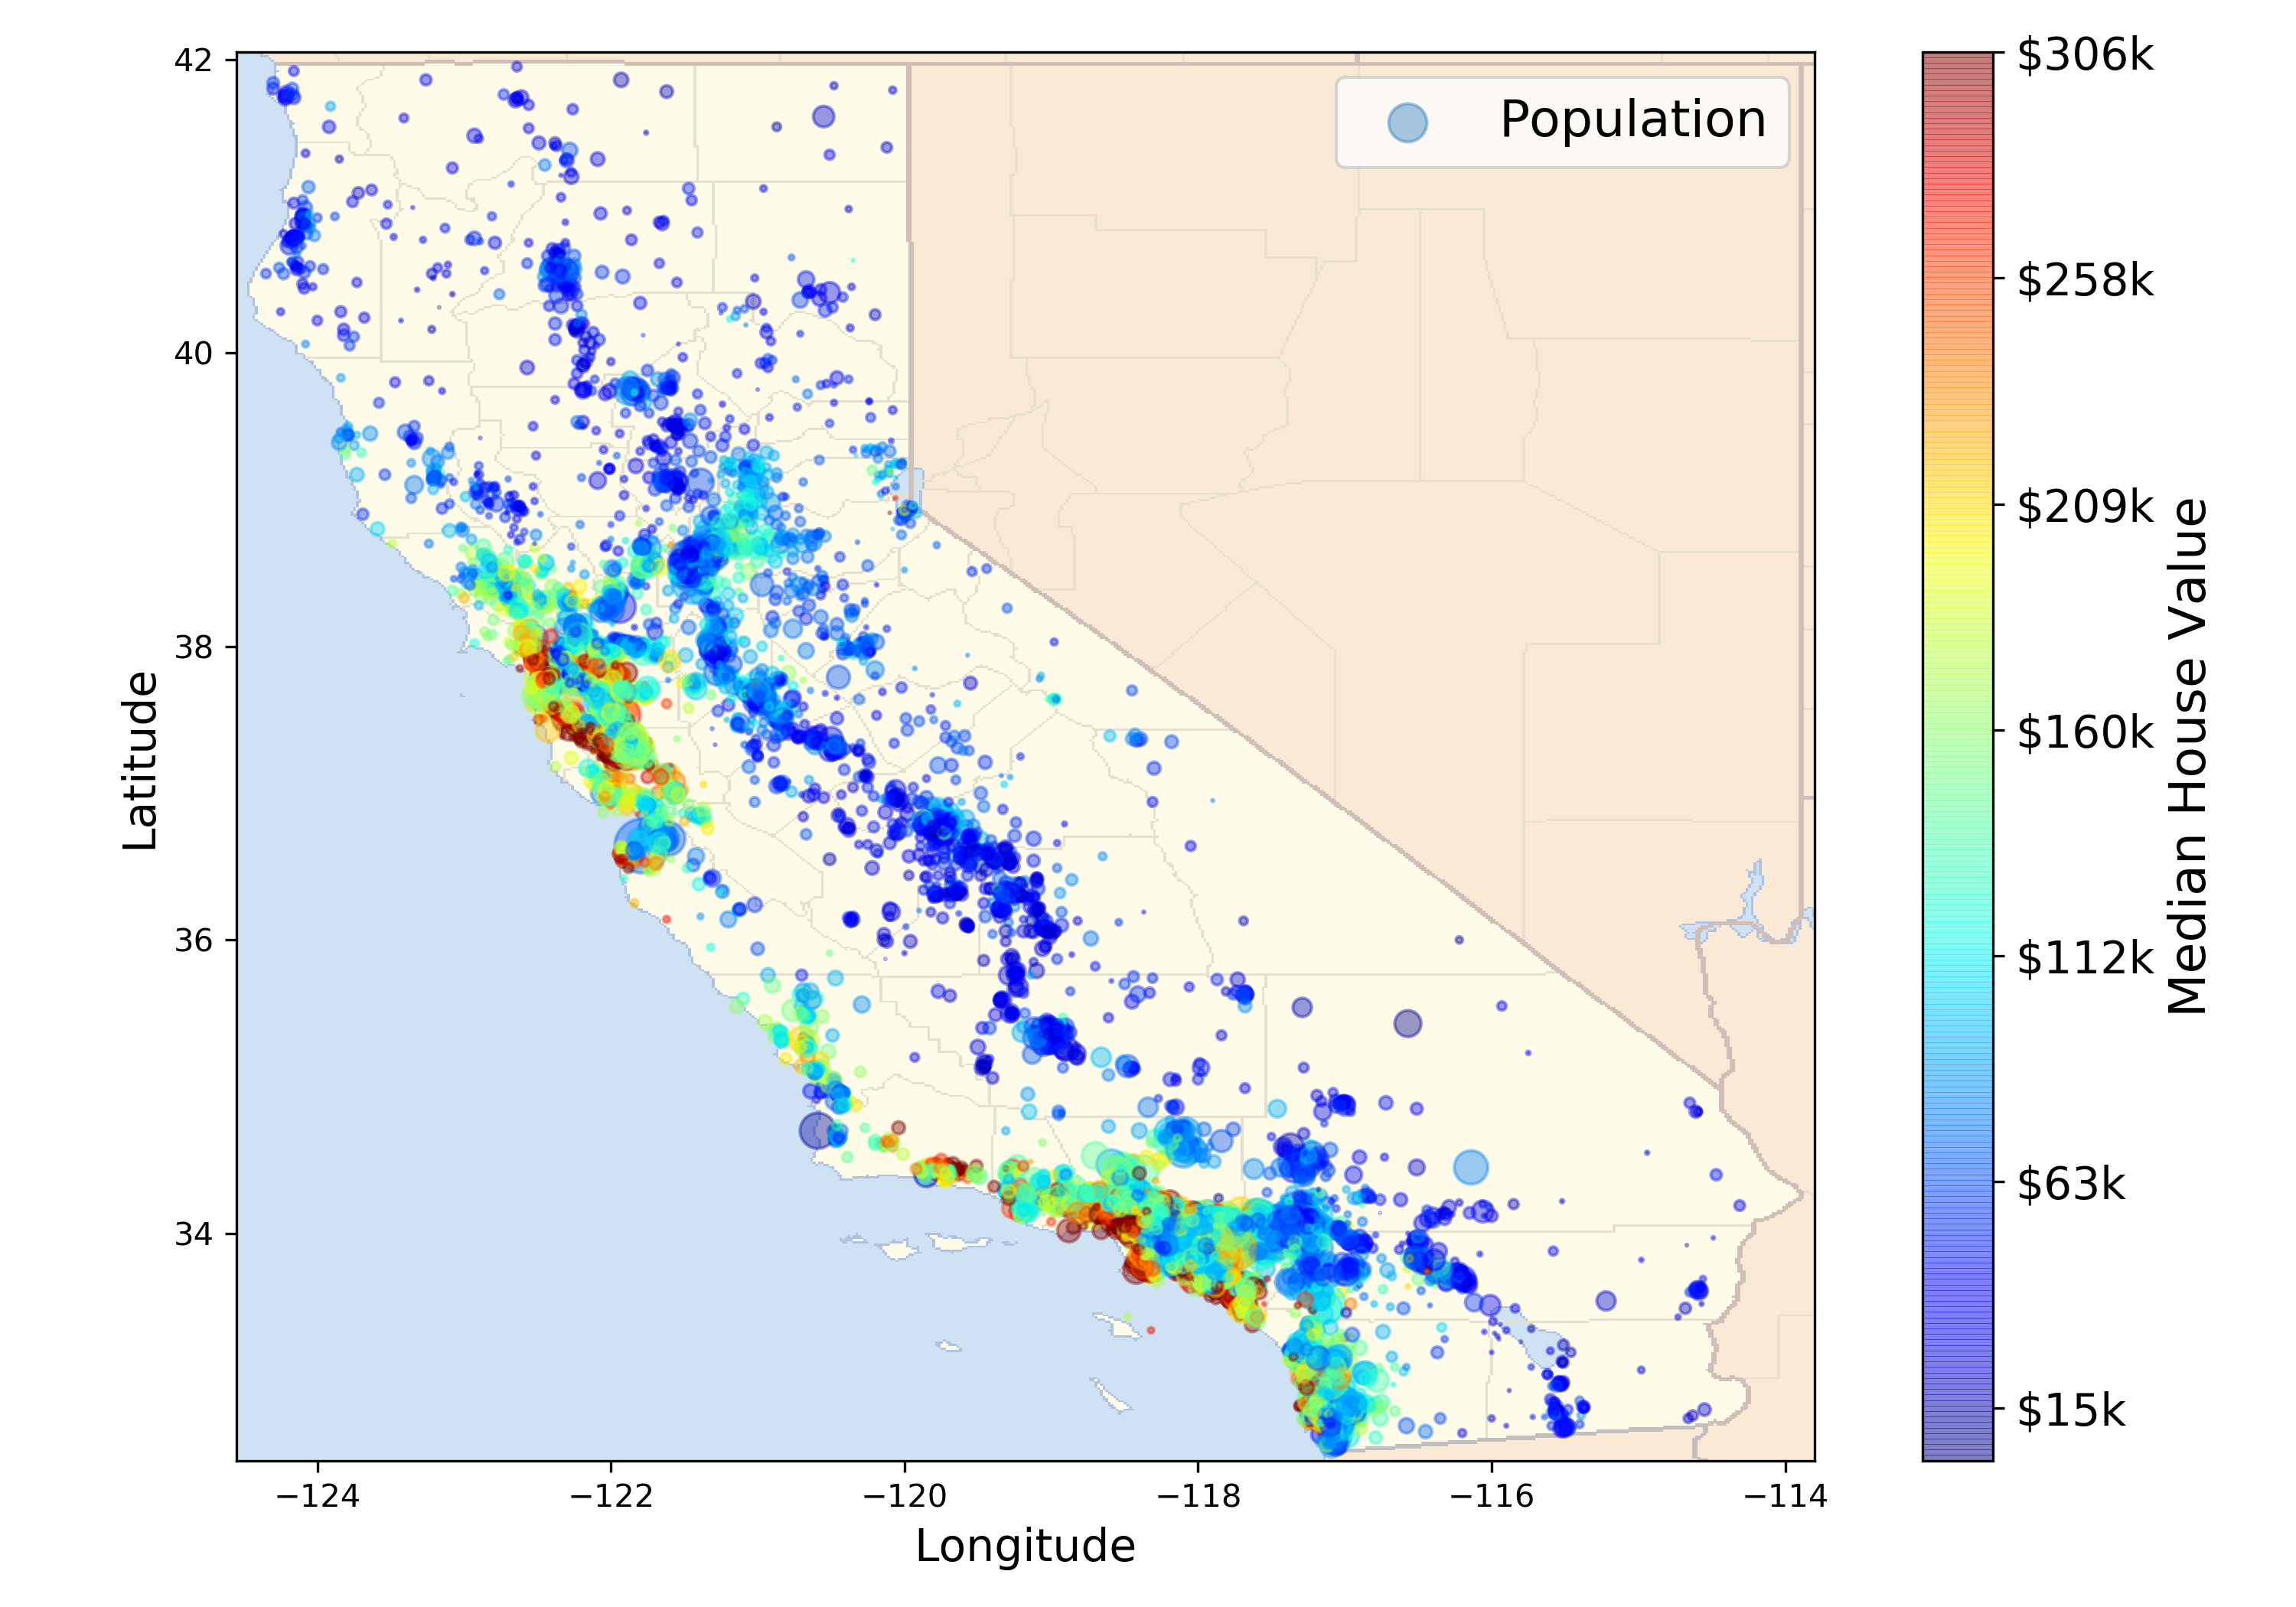 42
40
38
36
34
Latitude
−124
−122
−120
−118
−116
−114
Longitude
Population
$306k
$258k
$209k
$160k
$112k
$63k
$15k
Median House Value